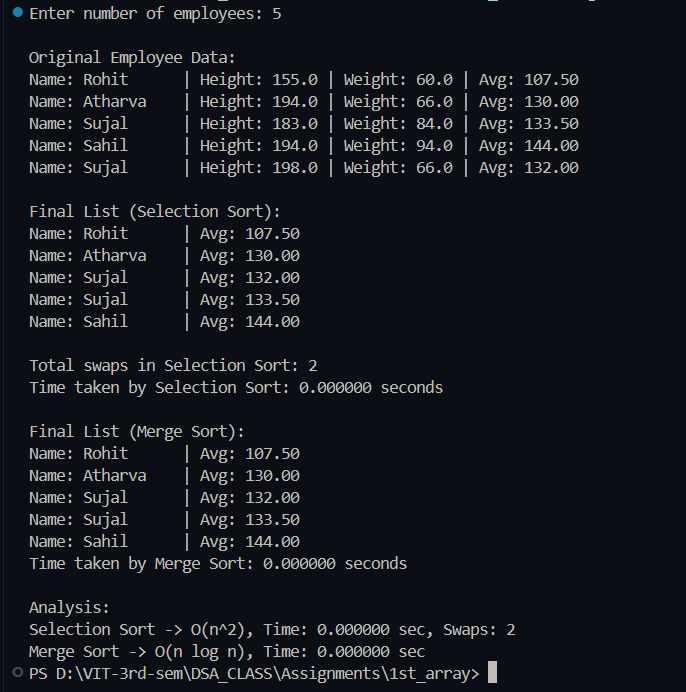 Enter number of employees: 5
Original Employee Data:
Name: Rohit      | Height: 155.0 | Weight: 60.0 | Avg: 107.50
Name: Atharva    | Height: 194.0 | Weight: 66.0 | Avg: 130.00
Name: Sujal      | Height: 183.0 | Weight: 84.0 | Avg: 133.50
Name: Sahil      | Height: 194.0 | Weight: 94.0 | Avg: 144.00
Name: Sujal      | Height: 198.0 | Weight: 66.0 | Avg: 132.00
Final List (Selection Sort):
Name: Rohit      | Avg: 107.50
Name: Atharva    | Avg: 130.00
Name: Sujal      | Avg: 132.00
Name: Sujal      | Avg: 133.50
Name: Sahil      | Avg: 144.00
Total swaps in Selection Sort: 2
Time taken by Selection Sort: 0.000000 seconds
Final List (Merge Sort):
Name: Rohit      | Avg: 107.50
Name: Atharva    | Avg: 130.00
Name: Sujal      | Avg: 132.00
Name: Sujal      | Avg: 133.50
Name: Sahil      | Avg: 144.00
Time taken by Merge Sort: 0.000000 seconds
Analysis:
Selection Sort -> O(n^2), Time: 0.000000 sec, Swaps: 2
Merge Sort -> O(n log n), Time: 0.000000 sec
PS D:\VIT-3rd-sem\DSA_CLASS\Assignments\1st_array>